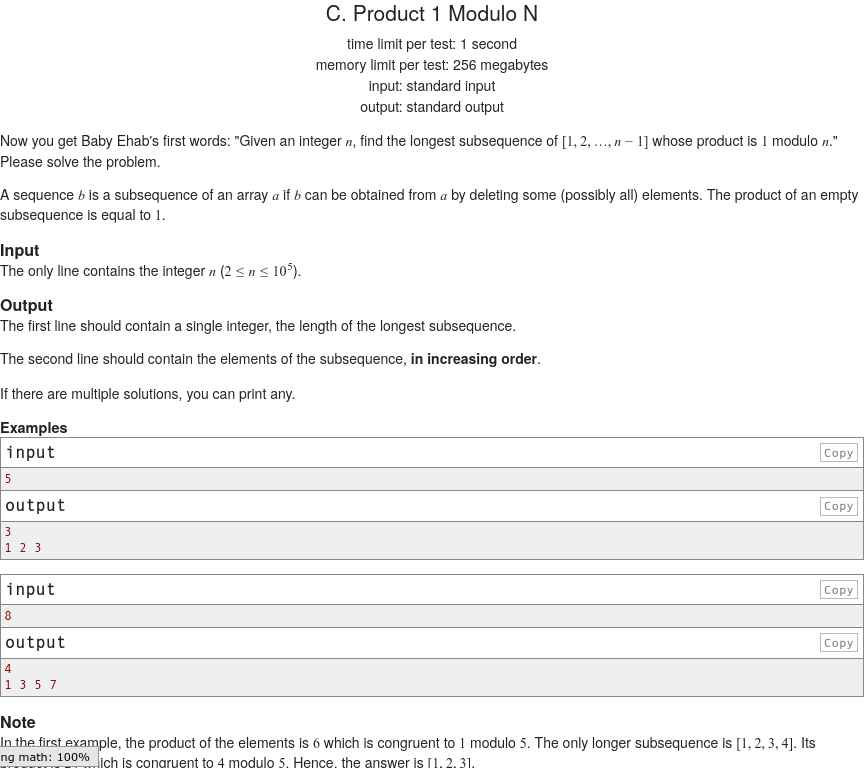 C. Product 1 Modulo N
time limit per test: 1 second
memory limit per test: 256 megabytes
input: standard input
output: standard output
Now you get Baby Ehab's first words: "Given an integer n, find the longest subsequence of [1, 2, …, n − 1] whose product is 1 modulo n."
Please solve the problem.
A sequence b is a subsequence of an array a if b can be obtained from a by deleting some (possibly all) elements. The product of an empty
subsequence is equal to 1.
Input
The only line contains the integer n (2 ≤ n ≤ 10^5).
Output
The first line should contain a single integer, the length of the longest subsequence.
The second line should contain the elements of the subsequence, in increasing order.
If there are multiple solutions, you can print any.
Examples
input Copy
5
output Copy
3
1 2 3
input Copy
8
output Copy
4
1 3 5 7
Note
In the first example, the product of the elements is 6 which is congruent to 1 modulo 5. The only longer subsequence is [1, 2, 3, 4]. Its
which is congruent to 4 modulo 5. Hence, the answer is [1, 2, 3].
ng math: 100%